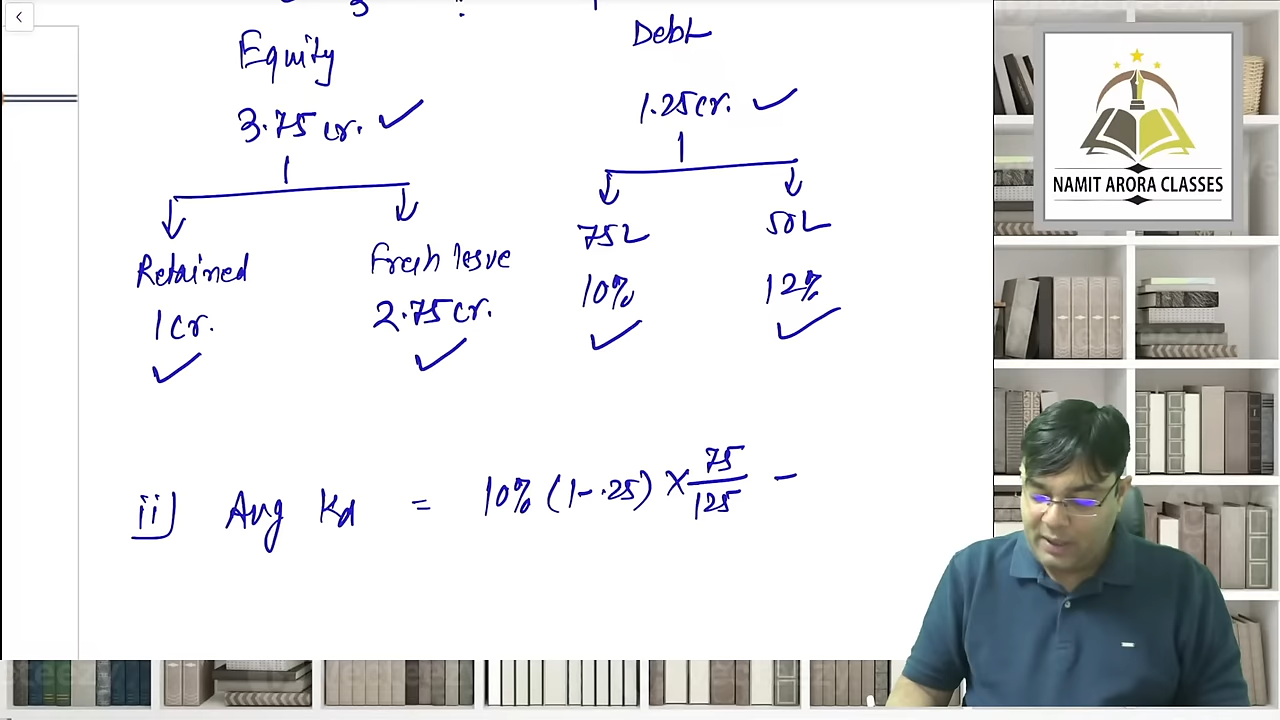 Equity
Debt
3.75 cr. ✓
1.25 cr. ✓
Retained
Fresh Issue
75L
50L
1 cr.
2.75 cr.
10%
12%
ii) Avg Kd = 10% (1-.25) × 75/125 -
NAMIT ARORA CLASSES